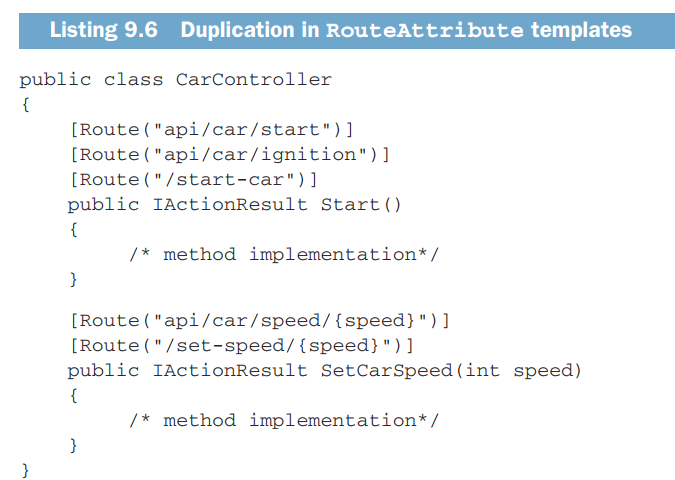 Listing 9.6 Duplication in RouteAttribute templates
public class CarController
{
[Route("api/car/start")]
[Route("api/car/ignition")]
[Route("/start-car")]
public IActionResult Start()
{
/* method implementation*/
}
[Route("api/car/speed/{speed}")]
[Route("/set-speed/{speed}")]
public IActionResult SetCarSpeed(int speed)
{
/* method implementation*/
}
}